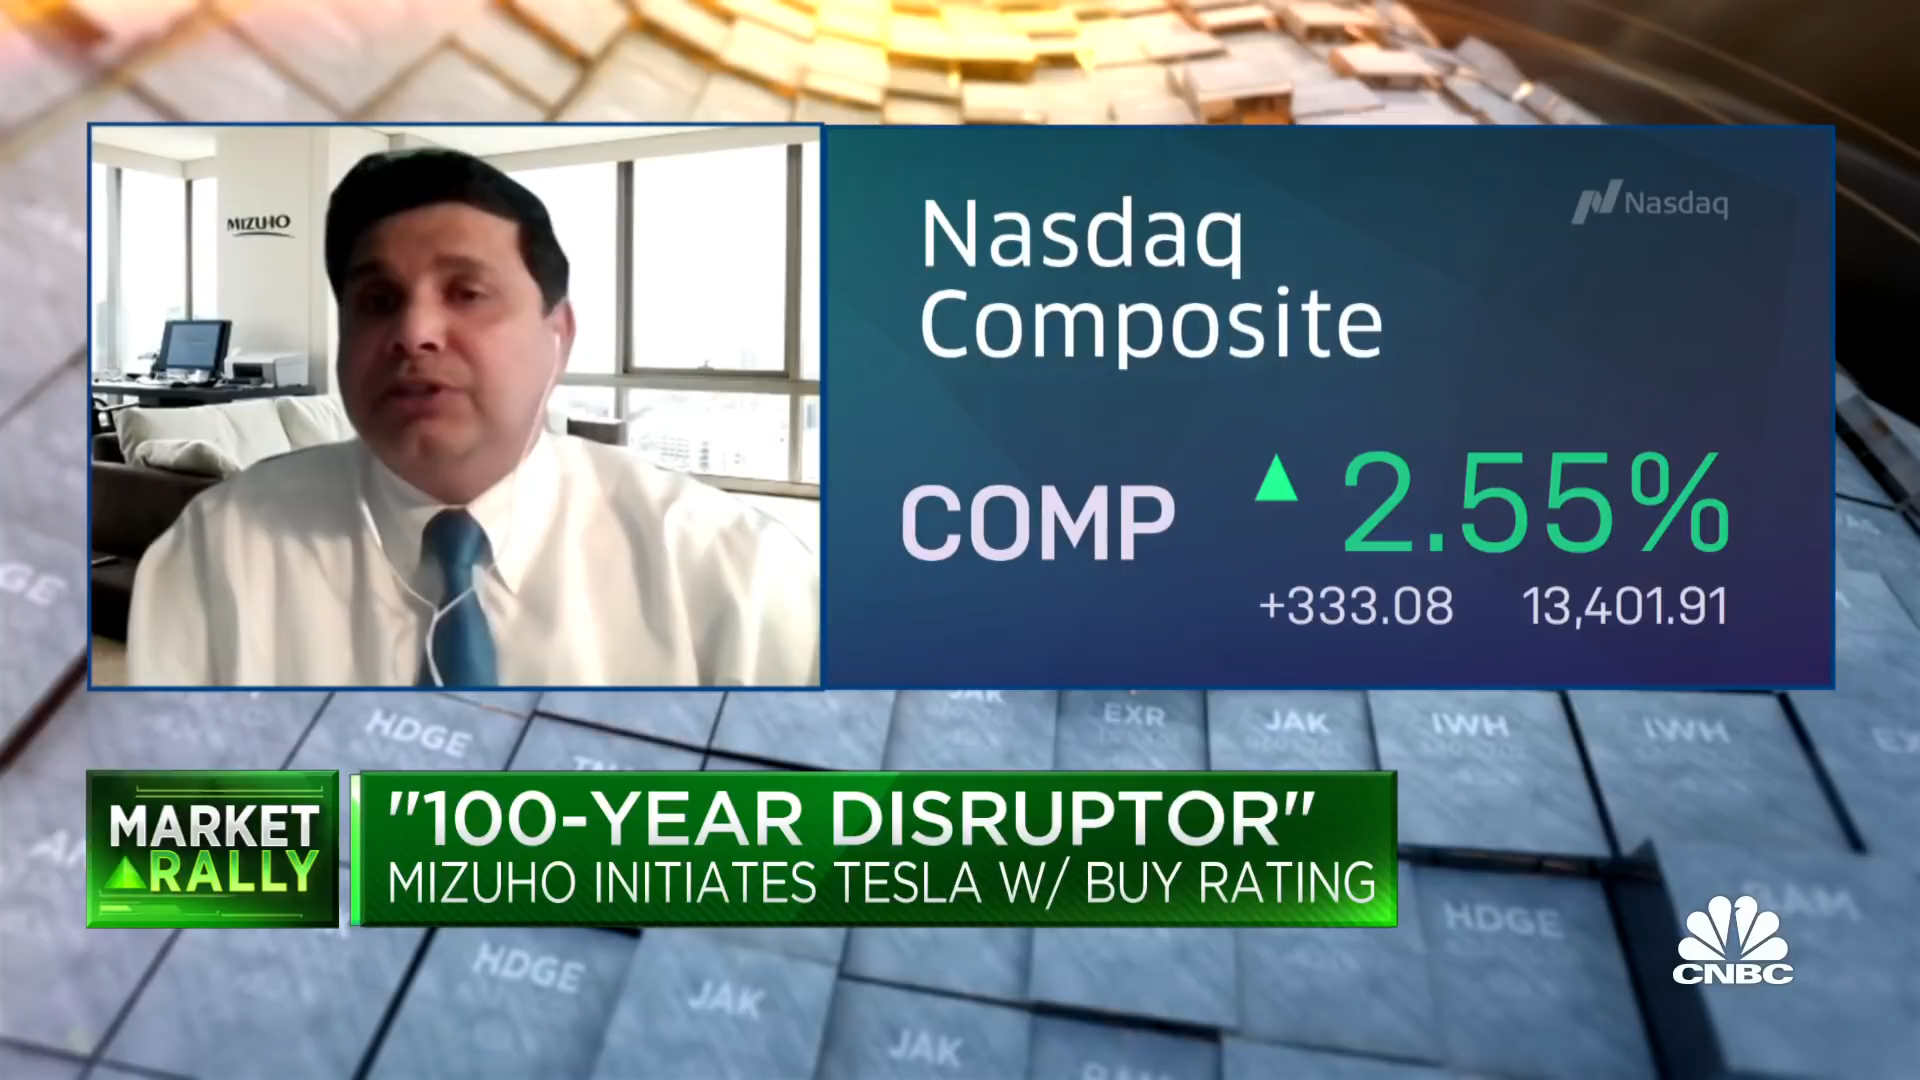 MIZUHO
Nasdaq
Nasdaq
Composite
COMP ▲ 2.55%
+333.08 13,401.91
JAK
HDGE
EXR
JAK
IWH
IWH
"100-YEAR DISRUPTOR"
MIZUHO INITIATES TESLA W/ BUY RATING
MARKET
RALLY
HDGE
HDGE
JAK
JAK
CNBC